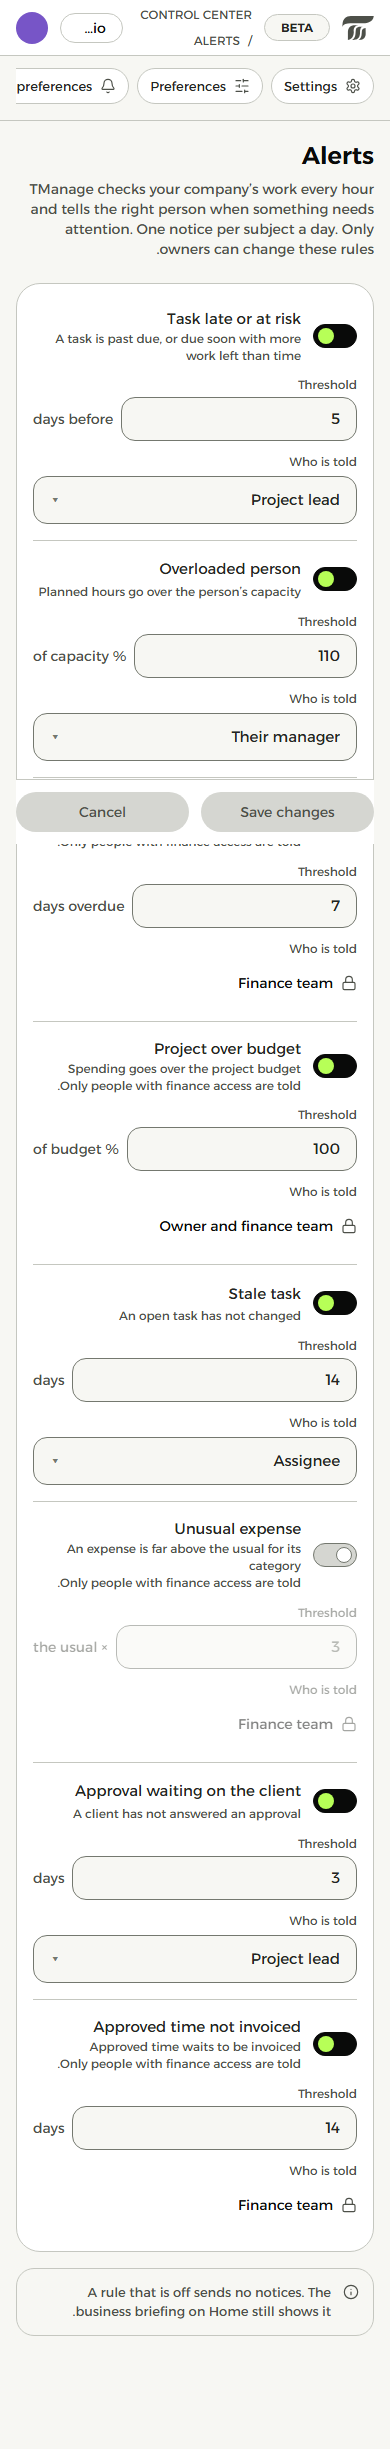 CONTROL CENTER
ALERTS /
BETA
...io
Settings
Preferences
preferences
Alerts
TManage checks your company's work every hour
and tells the right person when something needs
attention. One notice per subject a day. Only
.owners can change these rules
Task late or at risk
A task is past due, or due soon with more
work left than time
Threshold
5
days before
Who is told
Project lead
Overloaded person
Planned hours go over the person's capacity
Threshold
110
of capacity %
Who is told
Their manager
Save changes
Cancel
.Only people with finance access are told
Threshold
7
days overdue
Who is told
Finance team
Project over budget
Spending goes over the project budget
.Only people with finance access are told
Threshold
100
of budget %
Who is told
Owner and finance team
Stale task
An open task has not changed
Threshold
14
days
Who is told
Assignee
Unusual expense
An expense is far above the usual for its
category
.Only people with finance access are told
Threshold
3
the usual ×
Who is told
Finance team
Approval waiting on the client
A client has not answered an approval
Threshold
3
days
Who is told
Project lead
Approved time not invoiced
Approved time waits to be invoiced
.Only people with finance access are told
Threshold
14
days
Who is told
Finance team
A rule that is off sends no notices. The
.business briefing on Home still shows it